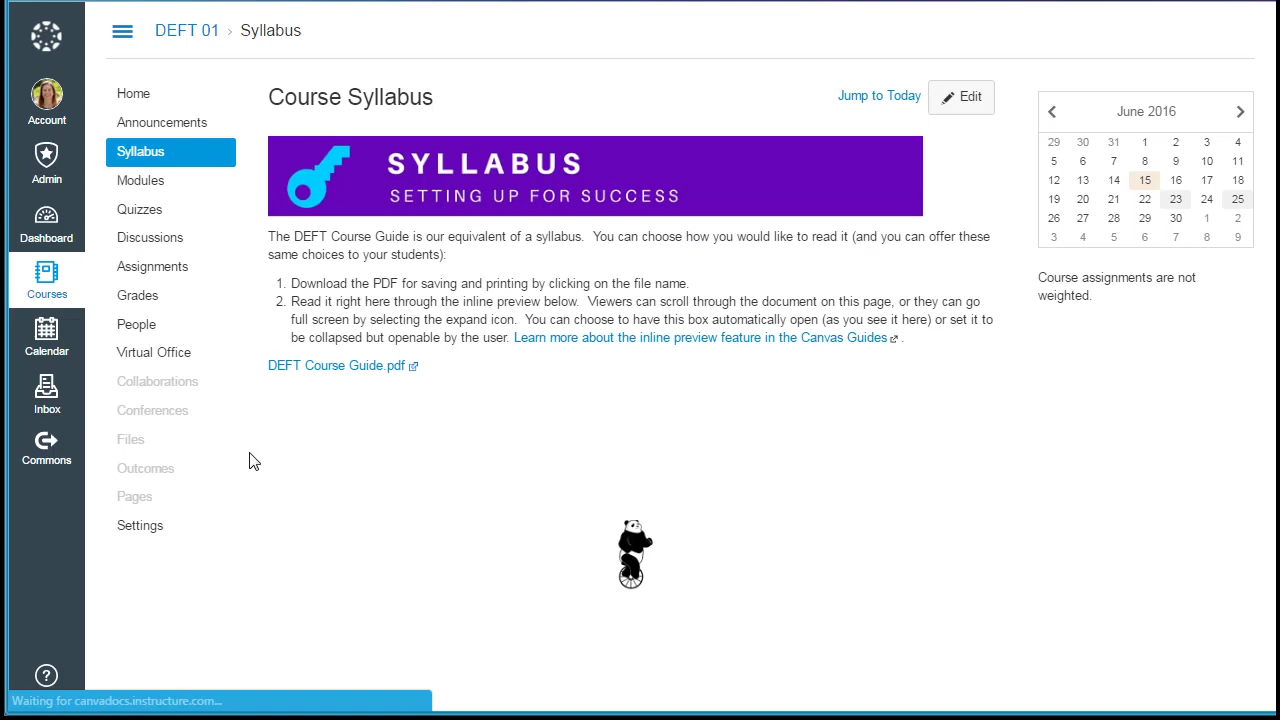 DEFT 01 › Syllabus
Account
Admin
Dashboard
Courses
Calendar
Inbox
Commons
Home
Announcements
Syllabus
Modules
Quizzes
Discussions
Assignments
Grades
People
Virtual Office
Collaborations
Conferences
Files
Outcomes
Pages
Settings
Course Syllabus
Jump to Today
Edit
SYLLABUS
SETTING UP FOR SUCCESS
The DEFT Course Guide is our equivalent of a syllabus.  You can choose how you would like to read it (and you can offer these
same choices to your students):
1. Download the PDF for saving and printing by clicking on the file name.
2. Read it right here through the inline preview below.  Viewers can scroll through the document on this page, or they can go
full screen by selecting the expand icon.  You can choose to have this box automatically open (as you see it here) or set it to
be collapsed but openable by the user.  Learn more about the inline preview feature in the Canvas Guides .
DEFT Course Guide.pdf
June 2016
29 30 31 1 2 3 4
5 6 7 8 9 10 11
12 13 14 15 16 17 18
19 20 21 22 23 24 25
26 27 28 29 30 1 2
3 4 5 6 7 8 9
Course assignments are not
weighted.
?
Waiting for canvadocs.instructure.com...